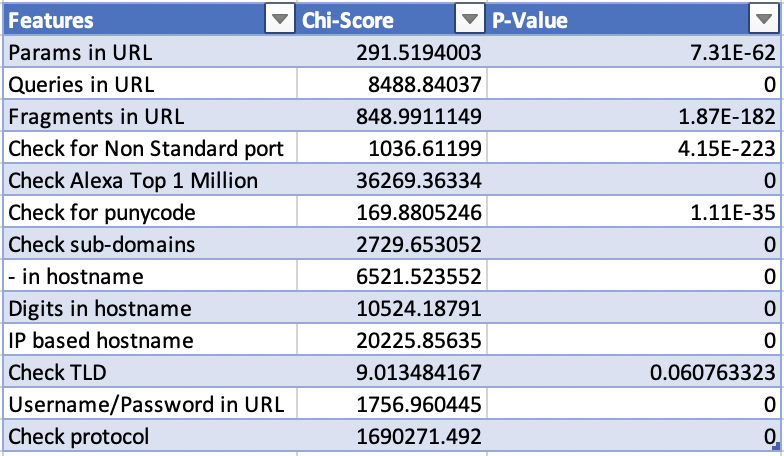 Features Chi-Score P-Value
Params in URL 291.5194003 7.31E-62
Queries in URL 8488.84037 0
Fragments in URL 848.9911149 1.87E-182
Check for Non Standard port 1036.61199 4.15E-223
Check Alexa Top 1 Million 36269.36334 0
Check for punycode 169.8805246 1.11E-35
Check sub-domains 2729.653052 0
- in hostname 6521.523552 0
Digits in hostname 10524.18791 0
IP based hostname 20225.85635 0
Check TLD 9.013484167 0.060763323
Username/Password in URL 1756.960445 0
Check protocol 1690271.492 0